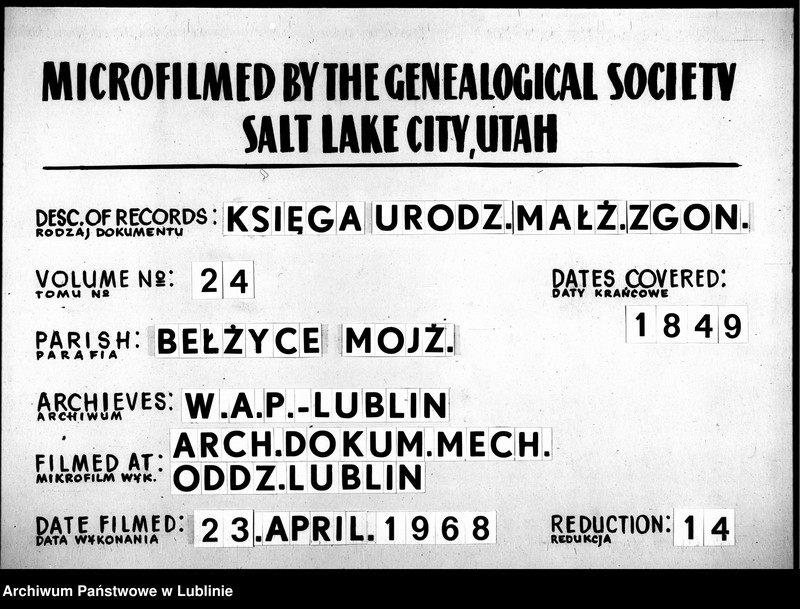 MICROFILMED BY THE GENEALOGICAL SOCIETY
SALT LAKE CITY, UTAH
DESC. OF RECORDS: KSIĘGA URODZ. MAŁŻ. ZGON.
RODZAJ DOKUMENTU
VOLUME Nº: 24
TOMU Nº
DATES COVERED:
DATY KRAŃCOWE
1849
PARISH: BEŁŻYCE MOJŻ.
PARAFIA
ARCHIEVES: W.A.P.-LUBLIN
ARCHIWUM
FILMED AT: ARCH.DOKUM.MECH.
MIKROFILM WYK. ODDZ.LUBLIN
DATE FILMED: 23.APRIL.1968
DATA WYKONANIA
REDUCTION: 14
REDUKCJA
Archiwum Państwowe w Lublinie